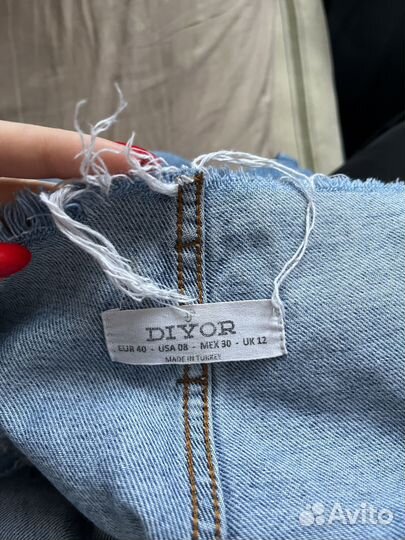 DIYOR
EUR 40 - USA 08 - MEX 30 - UK 12
MADE IN TURKEY
Avito